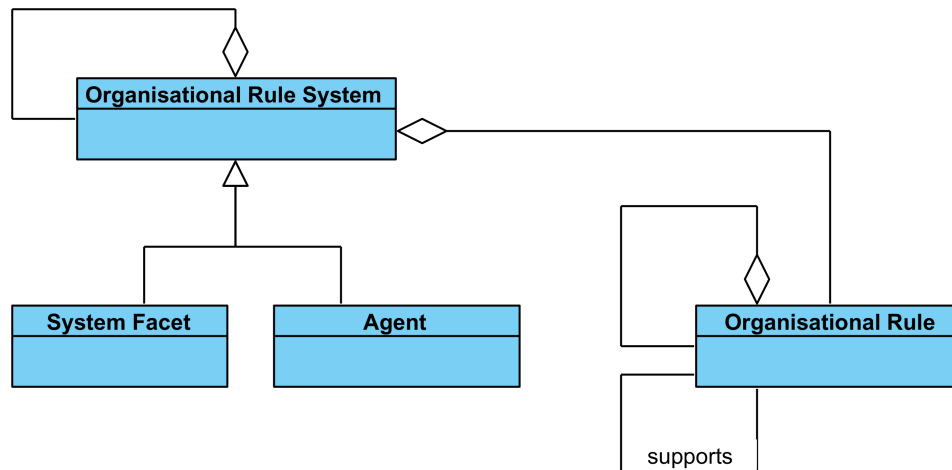 Organisational Rule System
System Facet
Agent
Organisational Rule
supports